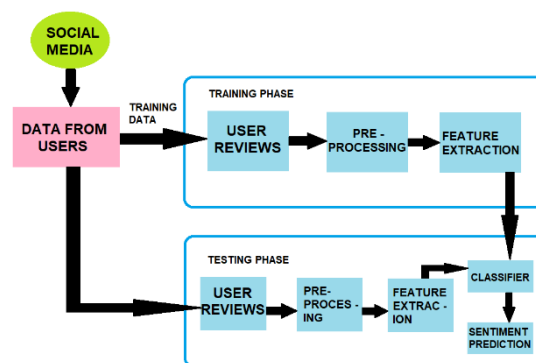 SOCIAL
MEDIA
DATA FROM
USERS
TRAINING
DATA
TRAINING PHASE
USER
REVIEWS
PRE -
PROCESSING
FEATURE
EXTRACTION
TESTING PHASE
USER
REVIEWS
PRE-
PROCES-
ING
FEATURE
EXTRAC -
ION
CLASSIFIER
SENTIMENT
PREDICTION